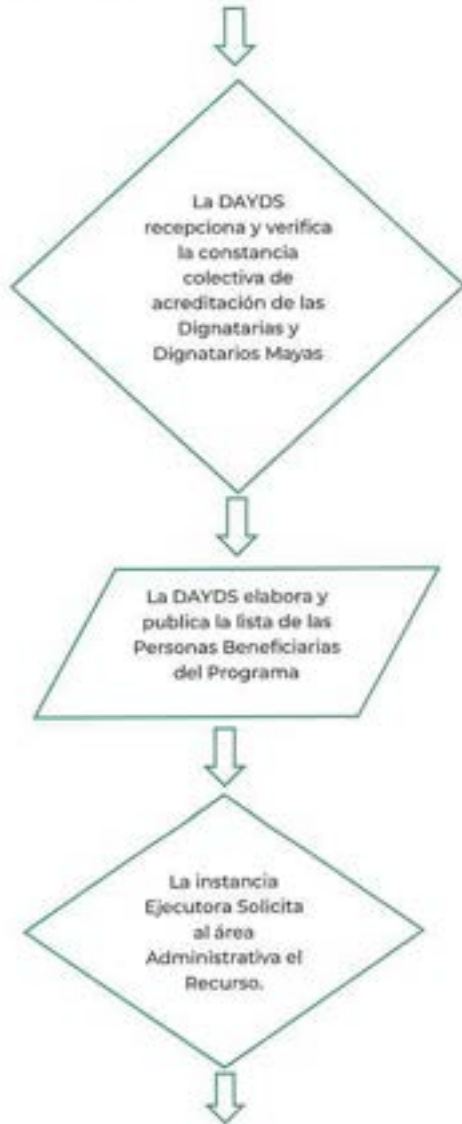 La DAYDS
recepciona y verifica
la constancia
colectiva de
acreditación de las
Dignatarias y
Dignatarios Mayas
La DAYDS elabora y
publica la lista de las
Personas Beneficiarias
del Programa
La instancia
Ejecutora Solicita
al área
Administrativa el
Recurso.